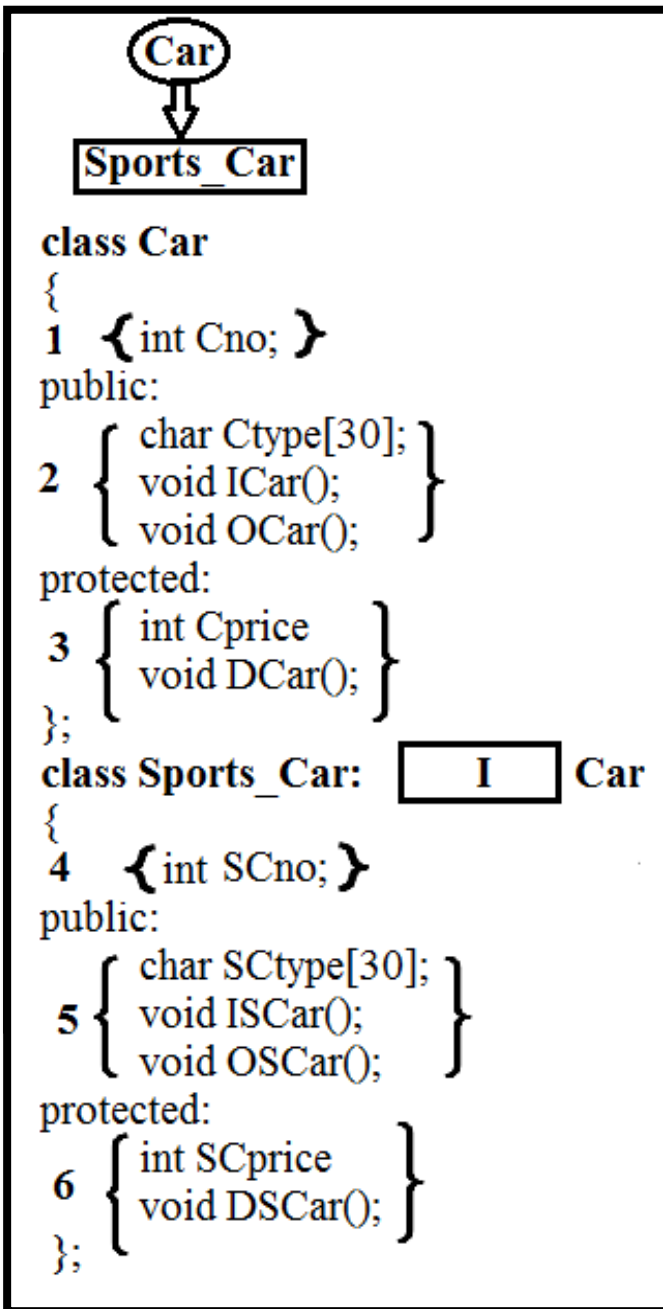 Car
Sports_Car
class Car
{
1 { int Cno; }
public:
2 { char Ctype[30];
void ICar();
void OCar(); }
protected:
3 { int Cprice
void DCar(); }
};
class Sports_Car: I Car
{
4 { int SCno; }
public:
5 { char SCtype[30];
void ISCar();
void OSCar(); }
protected:
6 { int SCprice
void DSCar(); }
};